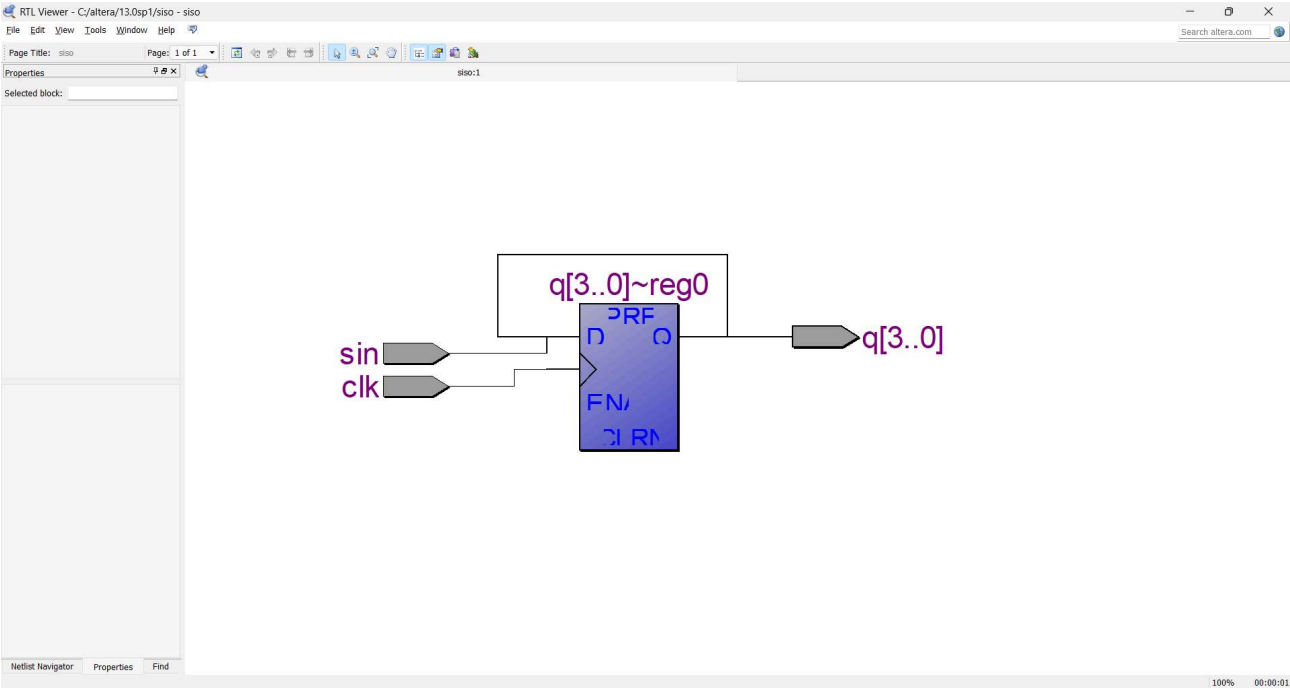 RTL Viewer - C:/altera/13.0sp1/siso - siso
File Edit View Tools Window Help
Search altera.com
Page Title: siso Page: 1 of 1
Properties
siso:1
Selected block:
q[3..0]~reg0
PRE
D Q
sin
q[3..0]
clk
ENA
CLRN
Netlist Navigator Properties Find
100% 00:00:01